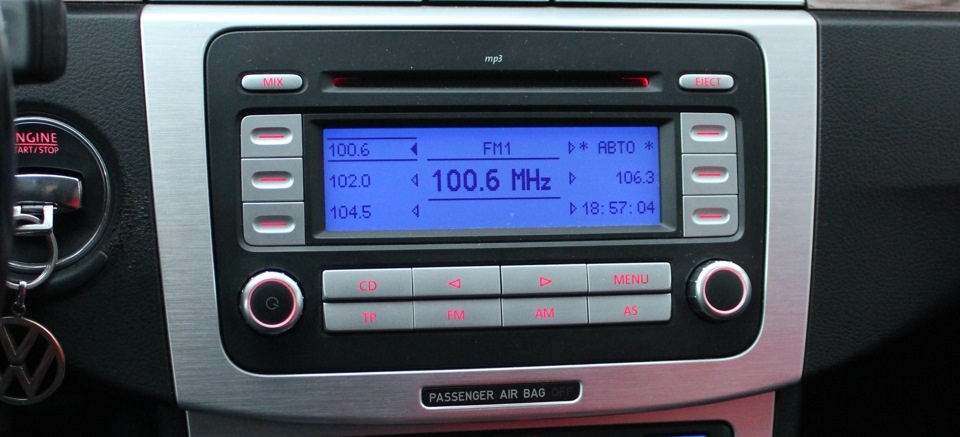 mp3
MIX
EJECT
ENGINE
START/STOP
100.6
FM1
* АВТО *
102.0
100.6 MHz
106.3
104.5
18:57:04
CD
MENU
TP
FM
AM
AS
PASSENGER AIR BAG OFF